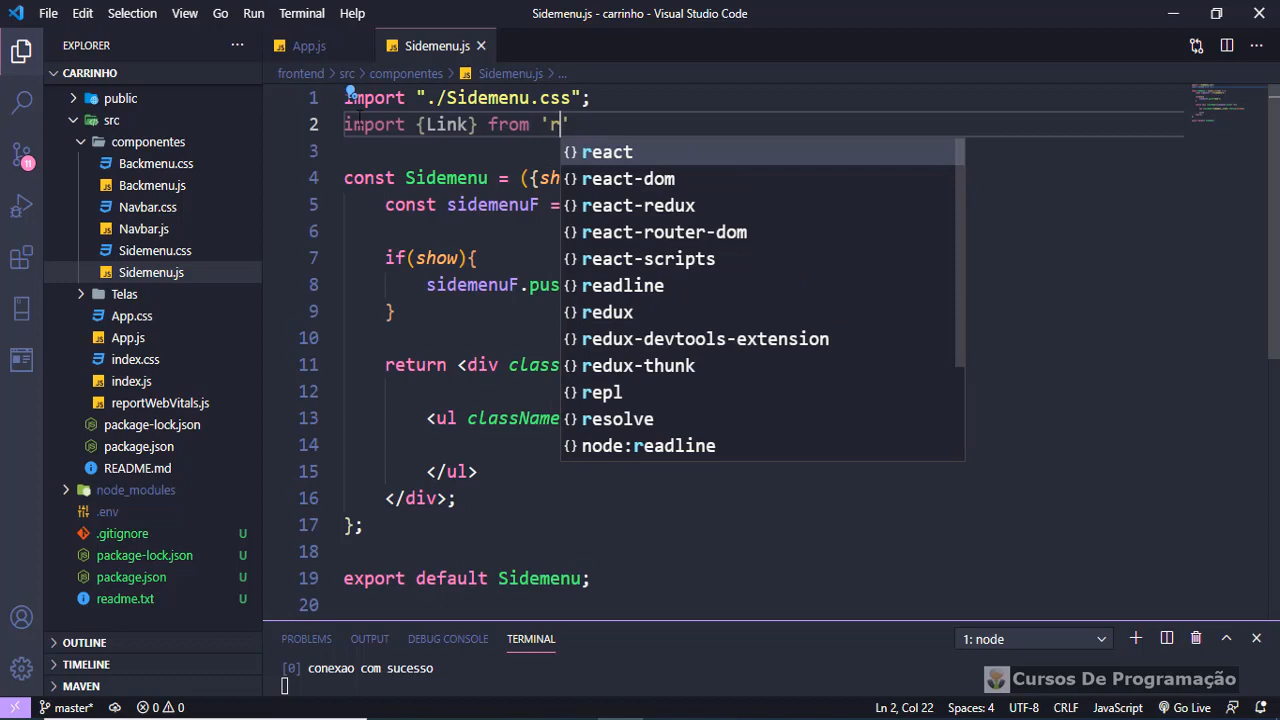 File Edit Selection View Go Run Terminal Help Sidemenu.js - carrinho - Visual Studio Code
EXPLORER
App.js
Sidemenu.js
CARRINHO
frontend src componentes Sidemenu.js ...
public
src
componentes
Backmenu.css
Backmenu.js
Navbar.css
Navbar.js
Sidemenu.css
Sidemenu.js
Telas
App.css
App.js
index.css
index.js
reportWebVitals.js
package-lock.json
package.json
README.md
node_modules
.env
.gitignore U
package-lock.json U
package.json U
readme.txt U
OUTLINE
TIMELINE
MAVEN
11
1 import "./Sidemenu.css";
2 import {Link} from 'r'
3
4 const Sidemenu = ({sh
5 const sidemenuF =
6
7 if(show){
8 sidemenuF.pus
9 }
10
11 return <div class
12
13 <ul className
14
15 </ul>
16 </div>;
17 };
18
19 export default Sidemenu;
20
{} react
{} react-dom
{} react-redux
{} react-router-dom
{} react-scripts
{} readline
{} redux
{} redux-devtools-extension
{} redux-thunk
{} repl
{} resolve
{} node:readline
PROBLEMS OUTPUT DEBUG CONSOLE TERMINAL 1: node
[0] conexao com sucesso
Cursos De Programação
master* 0 0 Ln 2, Col 22 Spaces: 4 UTF-8 CRLF JavaScript Go Live